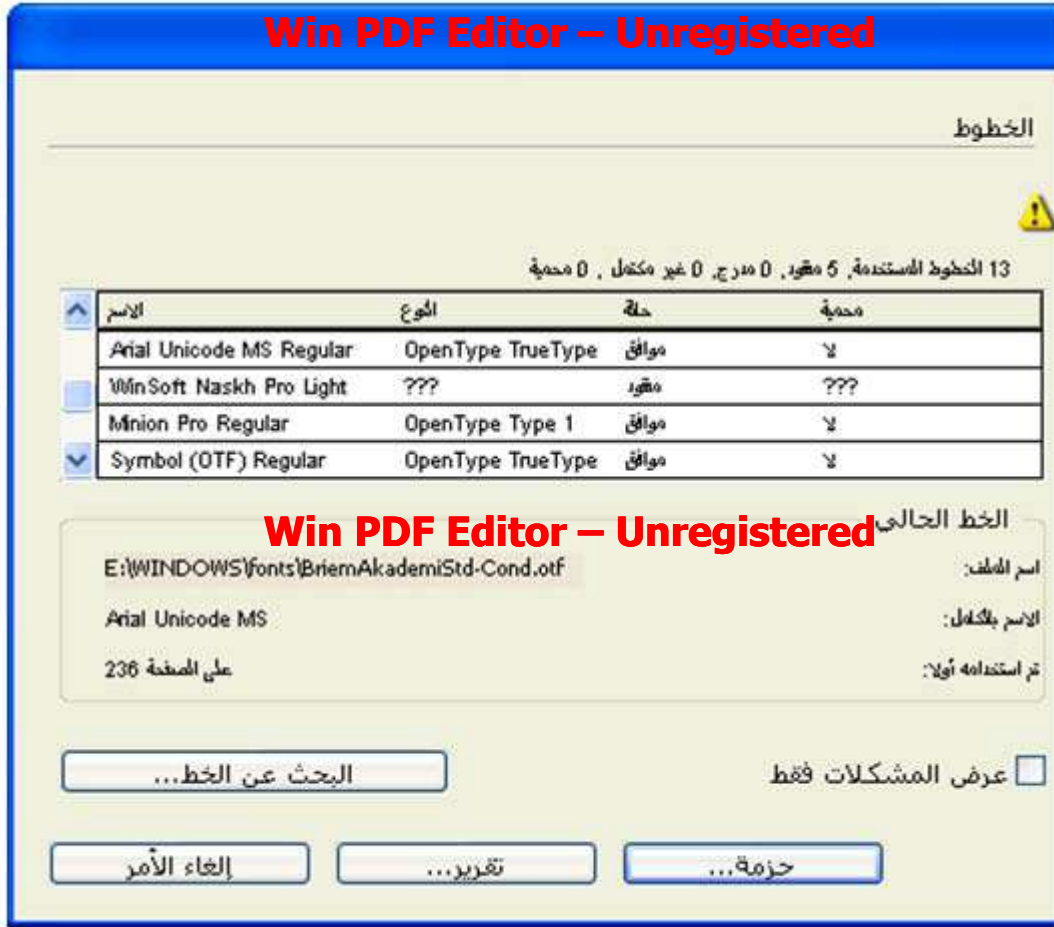 Win PDF Editor – Unregistered
الخطوط
13 الخطوط المستخدمة, 5 مفقود, 0 مدرج, 0 غير مكتمل , 0 محمية
الاسم النوع حالة محمية
Arial Unicode MS Regular OpenType TrueType موافق لا
WinSoft Naskh Pro Light ??? مفقود ???
Minion Pro Regular OpenType Type 1 موافق لا
Symbol (OTF) Regular OpenType TrueType موافق لا
الخط الحالي
Win PDF Editor – Unregistered
اسم الملف: E:\WINDOWS\fonts\BriemAkademiStd-Cond.otf
الاسم بالكامل: Arial Unicode MS
تم استخدامه أولا: على الصفحة 236
عرض المشكلات فقط البحث عن الخط...
حزمة... تقرير... إلغاء الأمر